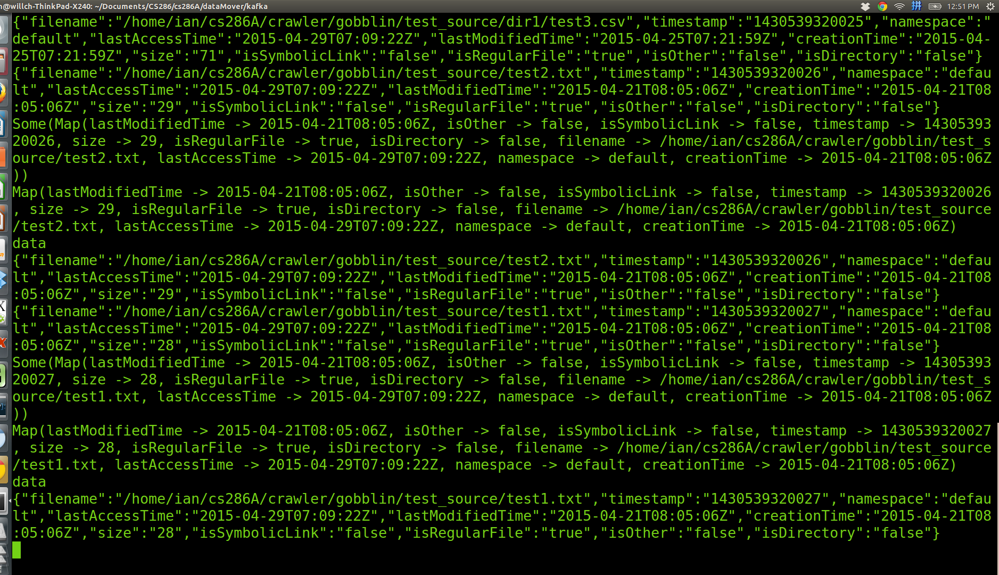 n@willch-ThinkPad-X240: ~/Documents/CS286/cs286A/dataMover/kafka
拼
12:51 PM
{"filename":"/home/ian/cs286A/crawler/gobblin/test_source/dir1/test3.csv","timestamp":"1430539320025","namespace":"
default","lastAccessTime":"2015-04-29T07:09:22Z","lastModifiedTime":"2015-04-25T07:21:59Z","creationTime":"2015-04-
25T07:21:59Z","size":"71","isSymbolicLink":"false","isRegularFile":"true","isOther":"false","isDirectory":"false"}
{"filename":"/home/ian/cs286A/crawler/gobblin/test_source/test2.txt","timestamp":"1430539320026","namespace":"defau
lt","lastAccessTime":"2015-04-29T07:09:22Z","lastModifiedTime":"2015-04-21T08:05:06Z","creationTime":"2015-04-21T08
:05:06Z","size":"29","isSymbolicLink":"false","isRegularFile":"true","isOther":"false","isDirectory":"false"}
Some(Map(lastModifiedTime -> 2015-04-21T08:05:06Z, isOther -> false, isSymbolicLink -> false, timestamp -> 14305393
20026, size -> 29, isRegularFile -> true, isDirectory -> false, filename -> /home/ian/cs286A/crawler/gobblin/test_s
ource/test2.txt, lastAccessTime -> 2015-04-29T07:09:22Z, namespace -> default, creationTime -> 2015-04-21T08:05:06Z
))
Map(lastModifiedTime -> 2015-04-21T08:05:06Z, isOther -> false, isSymbolicLink -> false, timestamp -> 1430539320026
, size -> 29, isRegularFile -> true, isDirectory -> false, filename -> /home/ian/cs286A/crawler/gobblin/test_source
/test2.txt, lastAccessTime -> 2015-04-29T07:09:22Z, namespace -> default, creationTime -> 2015-04-21T08:05:06Z)
data
{"filename":"/home/ian/cs286A/crawler/gobblin/test_source/test2.txt","timestamp":"1430539320026","namespace":"defau
lt","lastAccessTime":"2015-04-29T07:09:22Z","lastModifiedTime":"2015-04-21T08:05:06Z","creationTime":"2015-04-21T08
:05:06Z","size":"29","isSymbolicLink":"false","isRegularFile":"true","isOther":"false","isDirectory":"false"}
{"filename":"/home/ian/cs286A/crawler/gobblin/test_source/test1.txt","timestamp":"1430539320027","namespace":"defau
lt","lastAccessTime":"2015-04-29T07:09:22Z","lastModifiedTime":"2015-04-21T08:05:06Z","creationTime":"2015-04-21T08
:05:06Z","size":"28","isSymbolicLink":"false","isRegularFile":"true","isOther":"false","isDirectory":"false"}
Some(Map(lastModifiedTime -> 2015-04-21T08:05:06Z, isOther -> false, isSymbolicLink -> false, timestamp -> 14305393
20027, size -> 28, isRegularFile -> true, isDirectory -> false, filename -> /home/ian/cs286A/crawler/gobblin/test_s
ource/test1.txt, lastAccessTime -> 2015-04-29T07:09:22Z, namespace -> default, creationTime -> 2015-04-21T08:05:06Z
))
Map(lastModifiedTime -> 2015-04-21T08:05:06Z, isOther -> false, isSymbolicLink -> false, timestamp -> 1430539320027
, size -> 28, isRegularFile -> true, isDirectory -> false, filename -> /home/ian/cs286A/crawler/gobblin/test_source
/test1.txt, lastAccessTime -> 2015-04-29T07:09:22Z, namespace -> default, creationTime -> 2015-04-21T08:05:06Z)
data
{"filename":"/home/ian/cs286A/crawler/gobblin/test_source/test1.txt","timestamp":"1430539320027","namespace":"defau
lt","lastAccessTime":"2015-04-29T07:09:22Z","lastModifiedTime":"2015-04-21T08:05:06Z","creationTime":"2015-04-21T08
:05:06Z","size":"28","isSymbolicLink":"false","isRegularFile":"true","isOther":"false","isDirectory":"false"}